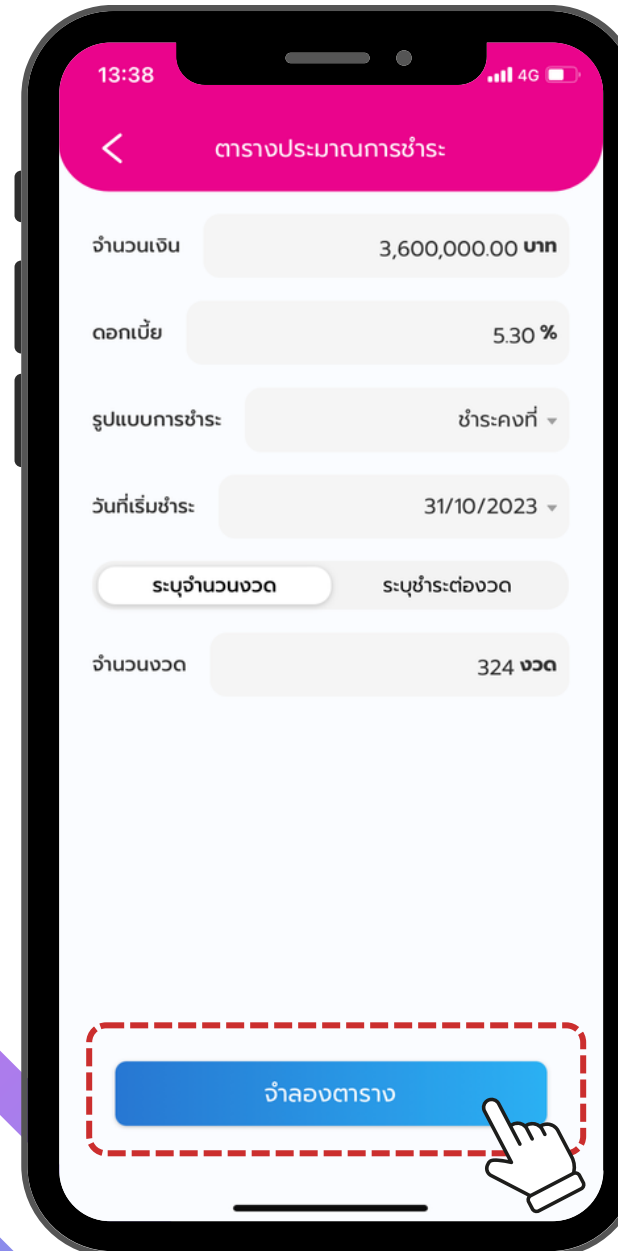 13:38 4G
ตารางประมาณการชำระ
จำนวนเงิน 3,600,000.00 บาท
ดอกเบี้ย 5.30 %
รูปแบบการชำระ ชำระคงที่
วันที่เริ่มชำระ 31/10/2023
ระบุจำนวนงวด ระบุชำระต่องวด
จำนวนงวด 324 งวด
จำลองตาราง